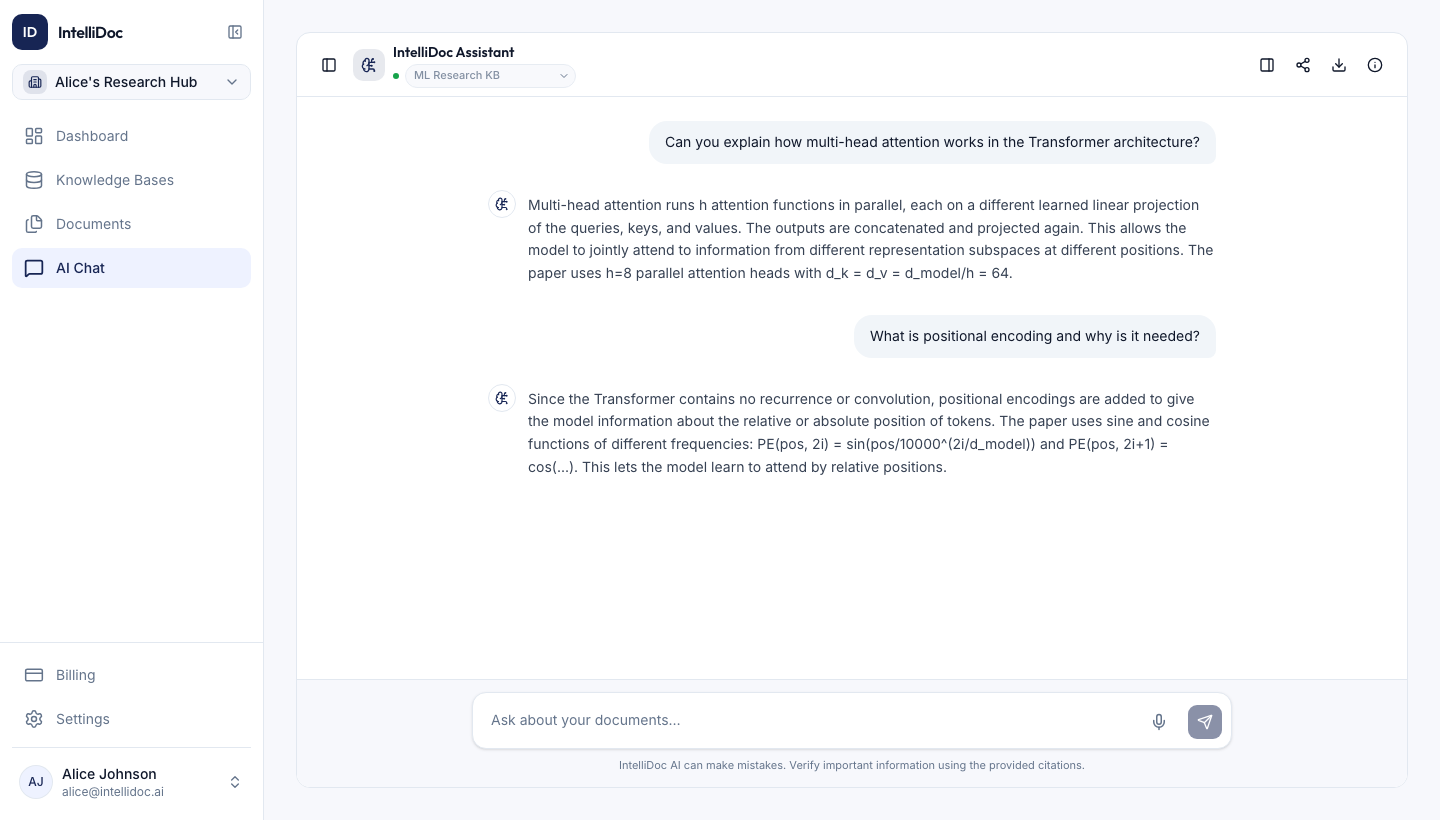 ID IntelliDoc
Alice's Research Hub
Dashboard
Knowledge Bases
Documents
AI Chat
Billing
Settings
AJ
Alice Johnson
alice@intellidoc.ai
IntelliDoc Assistant
ML Research KB
Can you explain how multi-head attention works in the Transformer architecture?
Multi-head attention runs h attention functions in parallel, each on a different learned linear projection
of the queries, keys, and values. The outputs are concatenated and projected again. This allows the
model to jointly attend to information from different representation subspaces at different positions. The
paper uses h=8 parallel attention heads with d_k = d_v = d_model/h = 64.
What is positional encoding and why is it needed?
Since the Transformer contains no recurrence or convolution, positional encodings are added to give
the model information about the relative or absolute position of tokens. The paper uses sine and cosine
functions of different frequencies: PE(pos, 2i) = sin(pos/10000^(2i/d_model)) and PE(pos, 2i+1) =
cos(...). This lets the model learn to attend by relative positions.
Ask about your documents...
IntelliDoc AI can make mistakes. Verify important information using the provided citations.